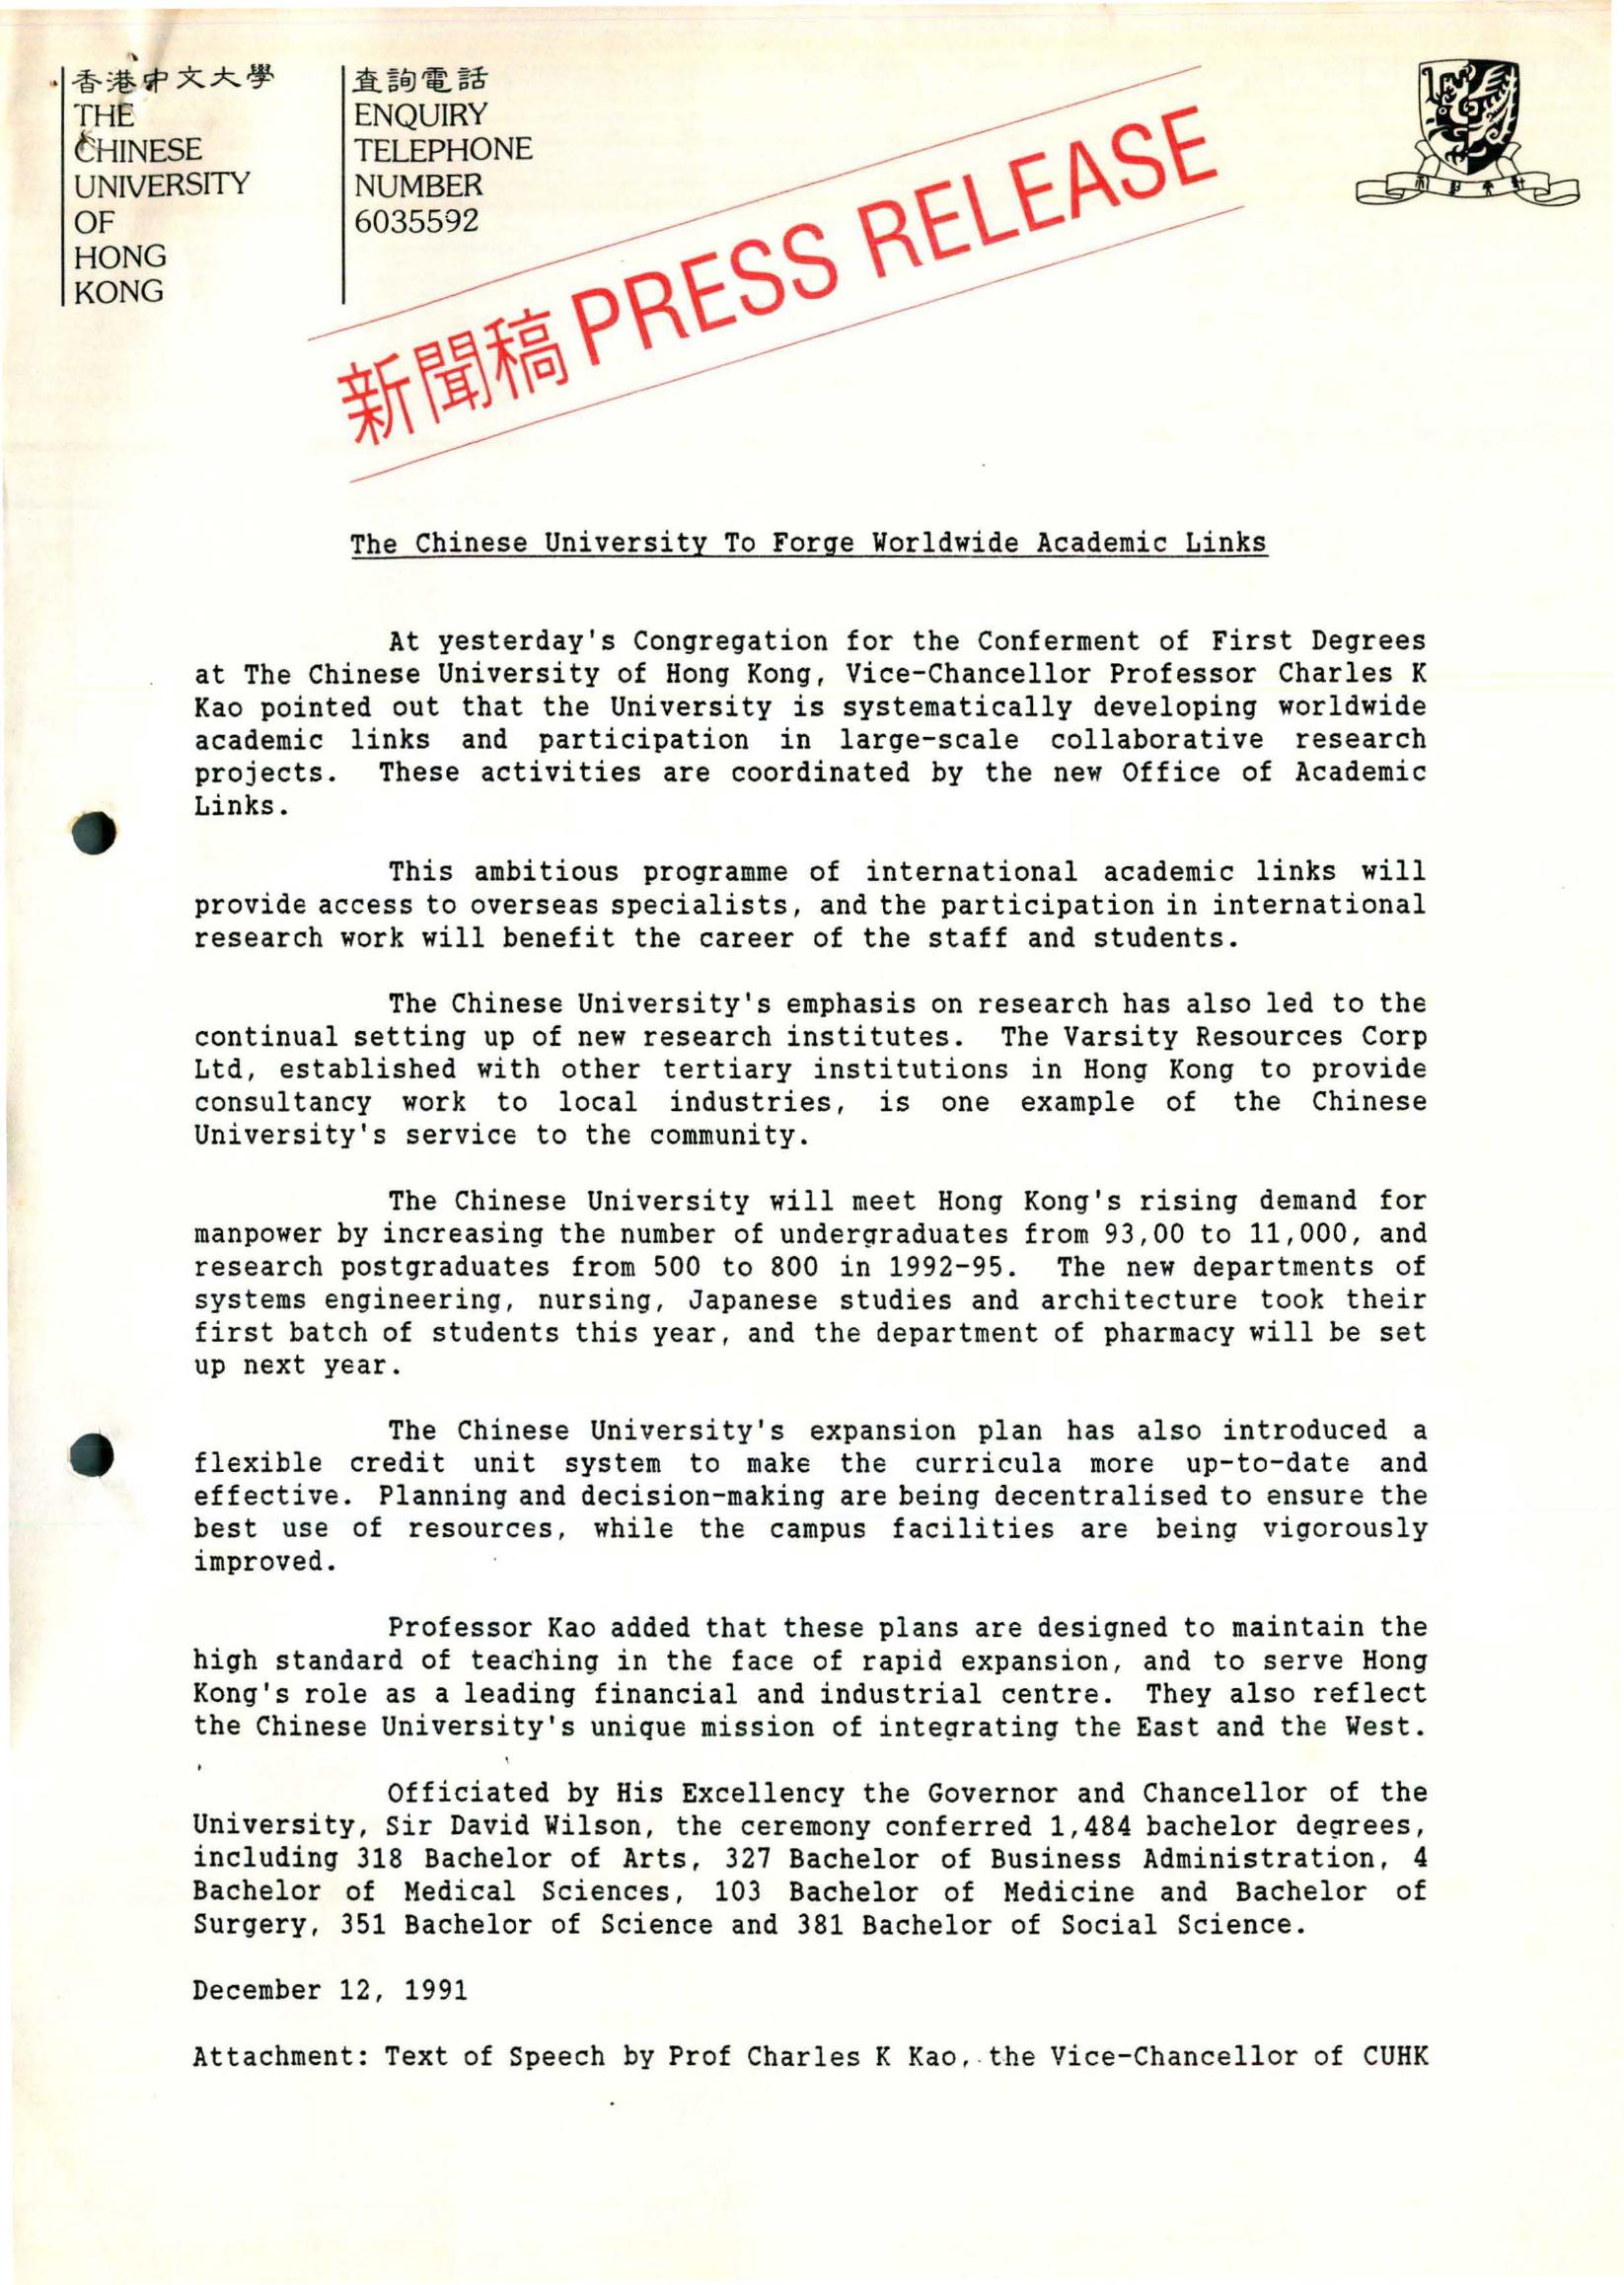 香港中文大學
THE
CHINESE
UNIVERSITY
OF
HONG
KONG
查詢電話
ENQUIRY
TELEPHONE
NUMBER
6035592
新聞稿 PRESS RELEASE
The Chinese University To Forge Worldwide Academic Links
At yesterday's Congregation for the Conferment of First Degrees
at The Chinese University of Hong Kong, Vice-Chancellor Professor Charles K
Kao pointed out that the University is systematically developing worldwide
academic links and participation in large-scale collaborative research
projects. These activities are coordinated by the new Office of Academic
Links.
This ambitious programme of international academic links will
provide access to overseas specialists, and the participation in international
research work will benefit the career of the staff and students.
The Chinese University's emphasis on research has also led to the
continual setting up of new research institutes. The Varsity Resources Corp
Ltd, established with other tertiary institutions in Hong Kong to provide
consultancy work to local industries, is one example of the Chinese
University's service to the community.
The Chinese University will meet Hong Kong's rising demand for
manpower by increasing the number of undergraduates from 93,00 to 11,000, and
research postgraduates from 500 to 800 in 1992-95. The new departments of
systems engineering, nursing, Japanese studies and architecture took their
first batch of students this year, and the department of pharmacy will be set
up next year.
The Chinese University's expansion plan has also introduced a
flexible credit unit system to make the curricula more up-to-date and
effective. Planning and decision-making are being decentralised to ensure the
best use of resources, while the campus facilities are being vigorously
improved.
Professor Kao added that these plans are designed to maintain the
high standard of teaching in the face of rapid expansion, and to serve Hong
Kong's role as a leading financial and industrial centre. They also reflect
the Chinese University's unique mission of integrating the East and the West.
Officiated by His Excellency the Governor and Chancellor of the
University, Sir David Wilson, the ceremony conferred 1,484 bachelor degrees,
including 318 Bachelor of Arts, 327 Bachelor of Business Administration, 4
Bachelor of Medical Sciences, 103 Bachelor of Medicine and Bachelor of
Surgery, 351 Bachelor of Science and 381 Bachelor of Social Science.
December 12, 1991
Attachment: Text of Speech by Prof Charles K Kao, the Vice-Chancellor of CUHK